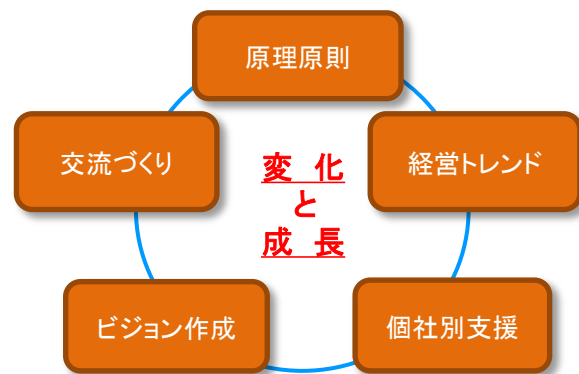 原理原則
交流づくり
経営トレンド
変 化
と
成 長
ビジョン作成
個社別支援